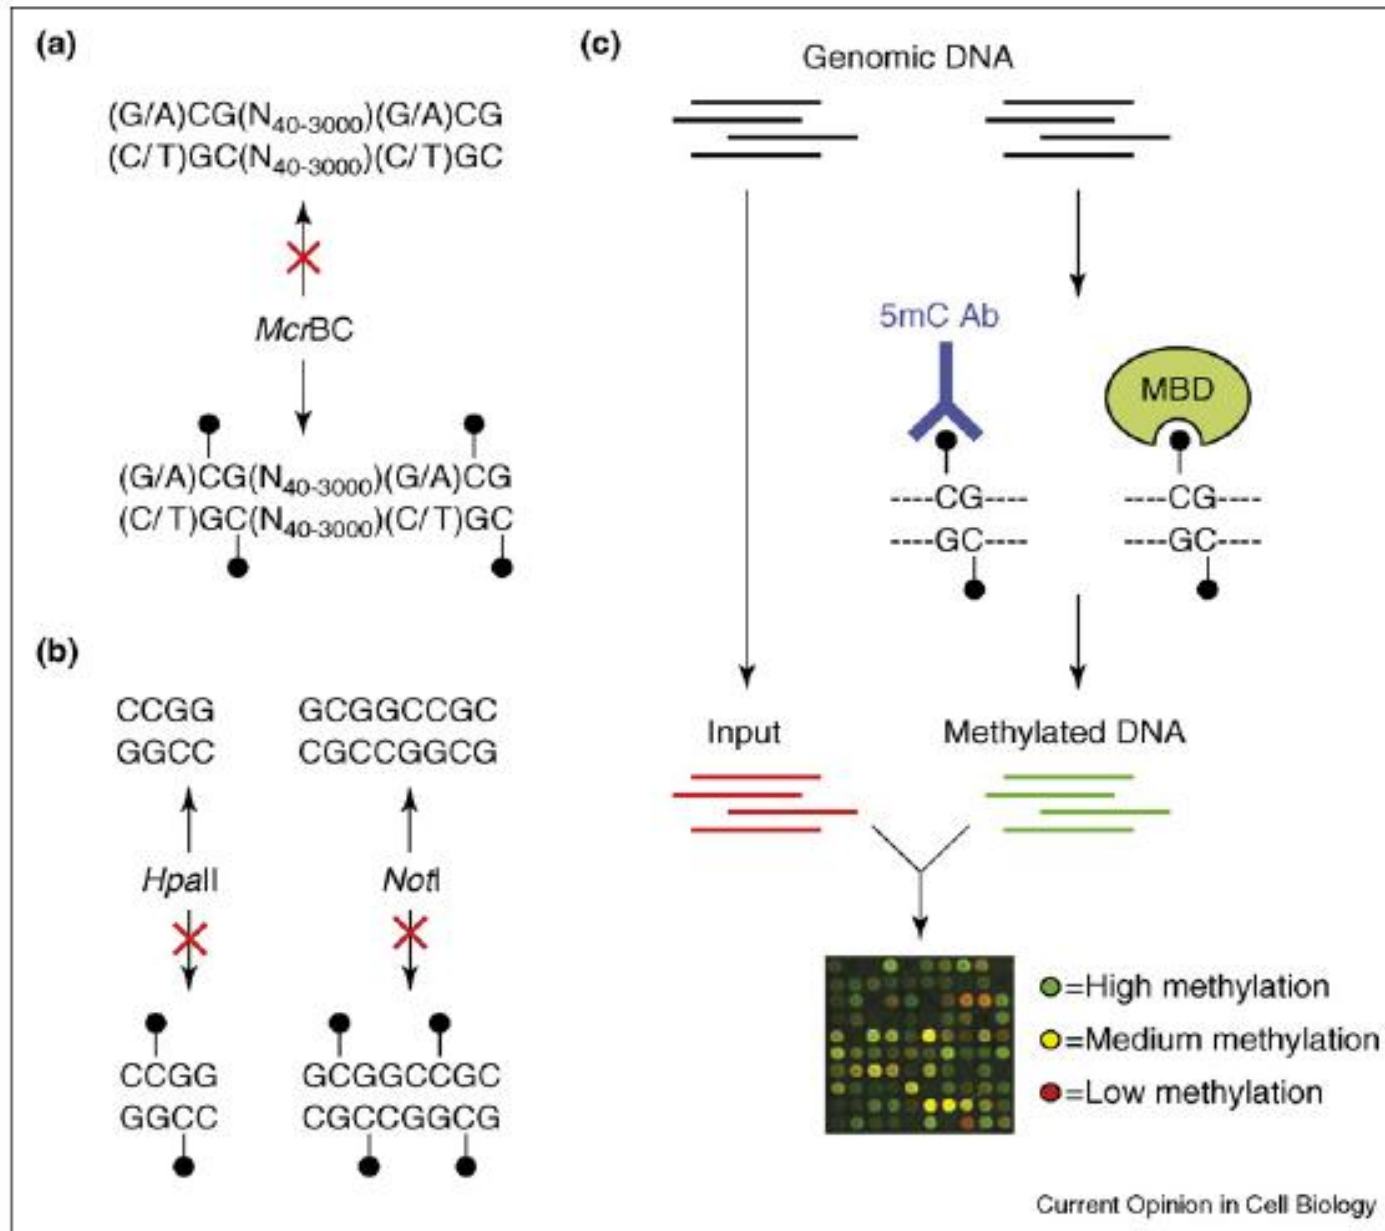 (a)
(G/A)CG(N40-3000)(G/A)CG
(C/T)GC(N40-3000)(C/T)GC
McrBC
(G/A)CG(N40-3000)(G/A)CG
(C/T)GC(N40-3000)(C/T)GC
(b)
CCGG GCGGCCGC
GGCC CGCCGGCG
HpaII NotI
CCGG GCGGCCGC
GGCC CGCCGGCG
(c)
Genomic DNA
5mC Ab
MBD
----CG---- ----CG----
----GC---- ----GC----
Input Methylated DNA
=High methylation
=Medium methylation
=Low methylation
Current Opinion in Cell Biology